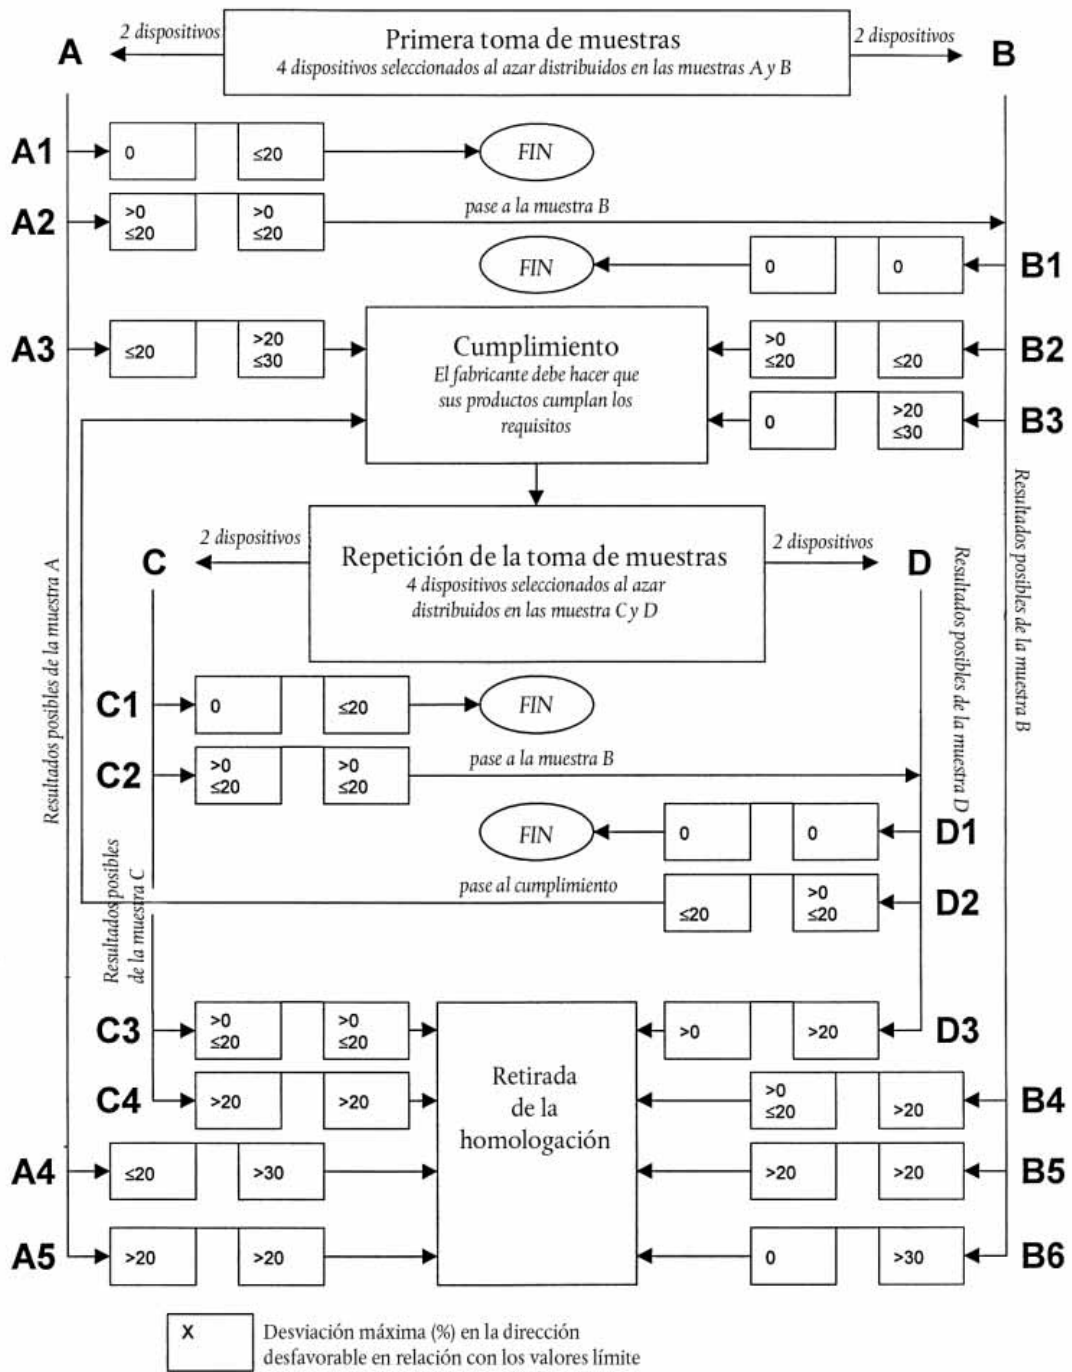 A
2 dispositivos
Primera toma de muestras
4 dispositivos seleccionados al azar distribuidos en las muestras A y B
2 dispositivos
B
A1
0
≤20
FIN
A2
>0
≤20
>0
≤20
pase a la muestra B
FIN
0
0
B1
A3
≤20
>20
≤30
Cumplimiento
El fabricante debe hacer que
sus productos cumplan los
requisitos
>0
≤20
≤20
B2
0
>20
≤30
B3
Resultados posibles de la muestra A
Resultados posibles de la muestra B
C
2 dispositivos
Repetición de la toma de muestras
4 dispositivos seleccionados al azar
distribuidos en las muestra C y D
2 dispositivos
D
Resultados posibles de la muestra D
C1
0
≤20
FIN
C2
>0
≤20
>0
≤20
pase a la muestra B
FIN
0
0
D1
Resultados posibles
de la muestra C
pase al cumplimiento
≤20
>0
≤20
D2
C3
>0
≤20
>0
≤20
Retirada
de la
homologación
>0
>20
D3
C4
>20
>20
>0
≤20
>20
B4
A4
≤20
>30
>20
>20
B5
A5
>20
>20
0
>30
B6
X
Desviación máxima (%) en la dirección
desfavorable en relación con los valores límite